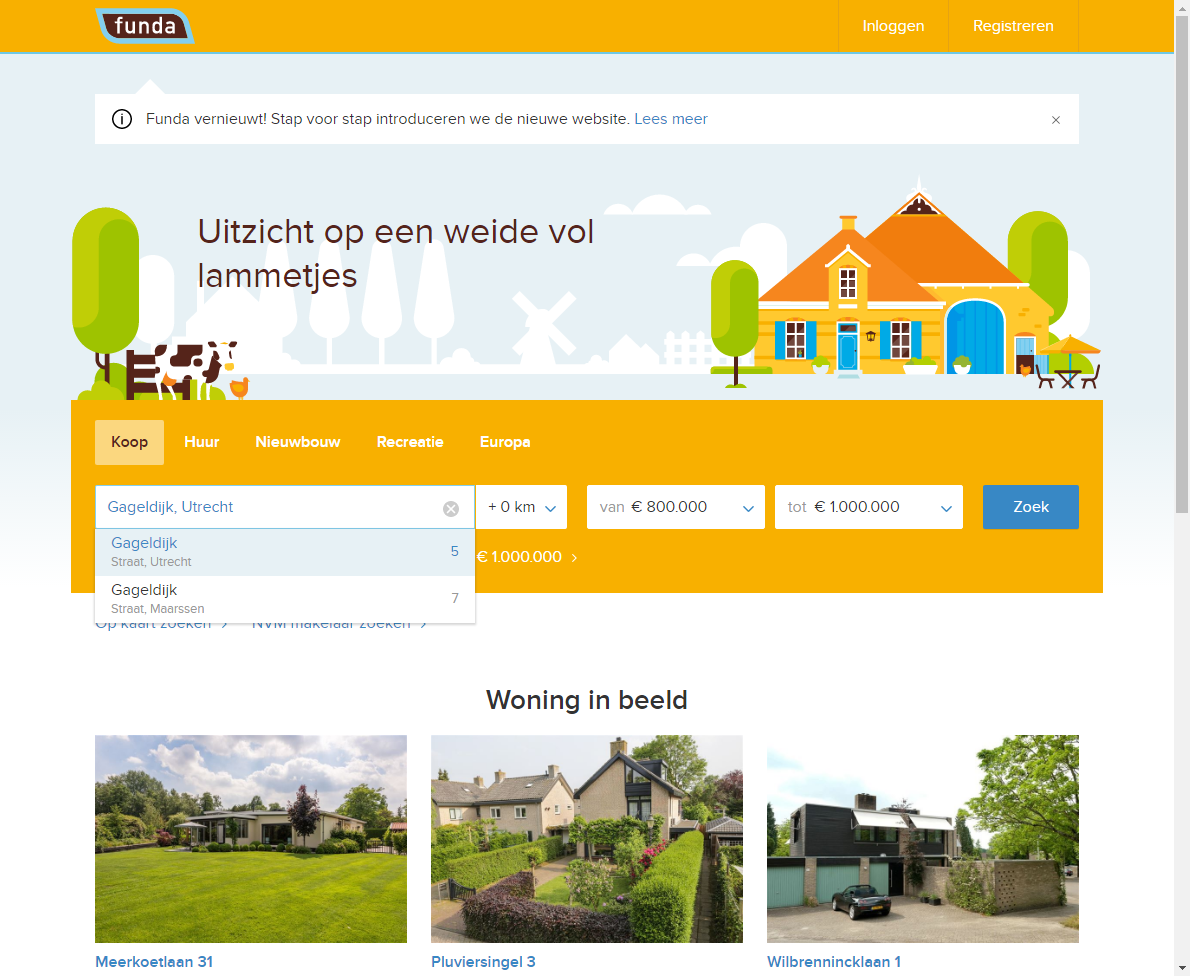 funda
Inloggen
Registreren
Funda vernieuwt! Stap voor stap introduceren we de nieuwe website. Lees meer
Uitzicht op een weide vol
lammetjes
Koop
Huur
Nieuwbouw
Recreatie
Europa
Gageldijk, Utrecht
+ 0 km
van € 800.000
tot € 1.000.000
Zoek
Gageldijk
Straat, Utrecht
5
€ 1.000.000
Gageldijk
Straat, Maarssen
7
Op kaart zoeken
NVM makelaar zoeken
Woning in beeld
Meerkoetlaan 31
Pluviersingel 3
Wilbrennincklaan 1